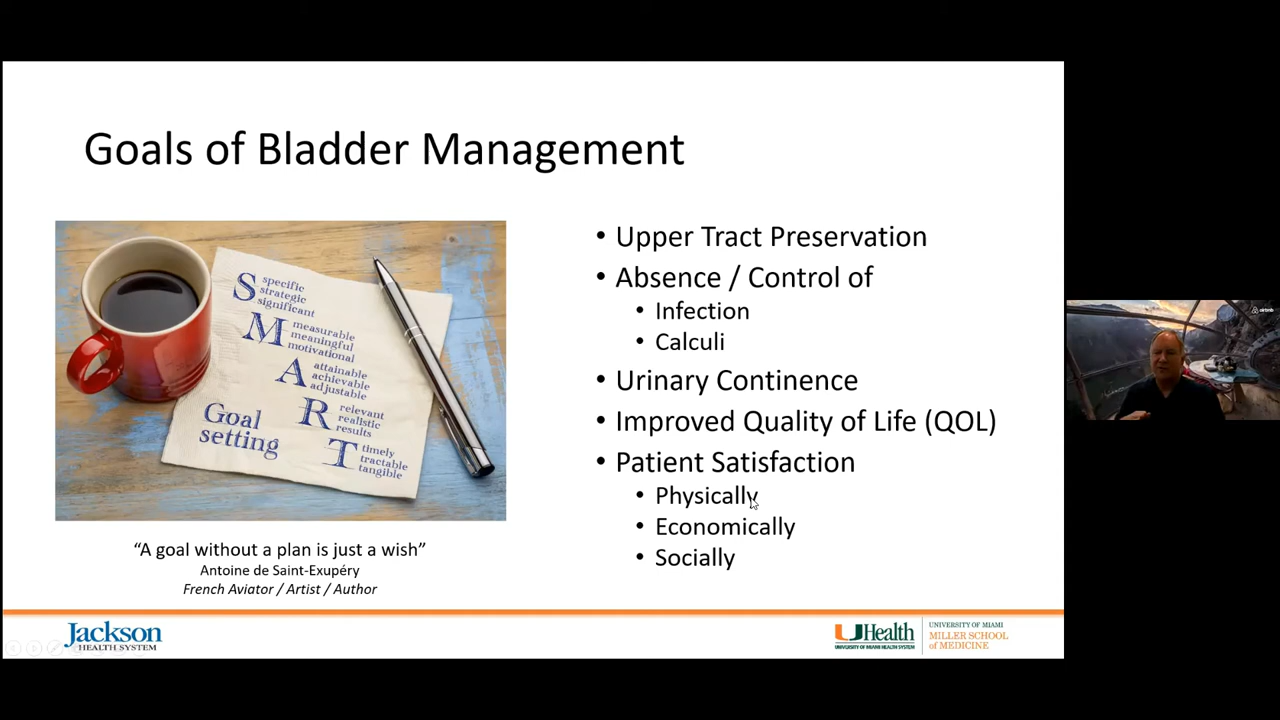 Goals of Bladder Management
S specific
strategic
significant
M measurable
meaningful
motivational
A attainable
achievable
adjustable
R relevant
realistic
results
T timely
tractable
tangible
Goal
setting
“A goal without a plan is just a wish”
Antoine de Saint-Exupéry
French Aviator / Artist / Author
• Upper Tract Preservation
• Absence / Control of
• Infection
• Calculi
• Urinary Continence
• Improved Quality of Life (QOL)
• Patient Satisfaction
• Physically
• Economically
• Socially
Jackson
HEALTH SYSTEM
UHealth
UNIVERSITY OF MIAMI HEALTH SYSTEM
UNIVERSITY OF MIAMI
MILLER SCHOOL
of MEDICINE
airbnb